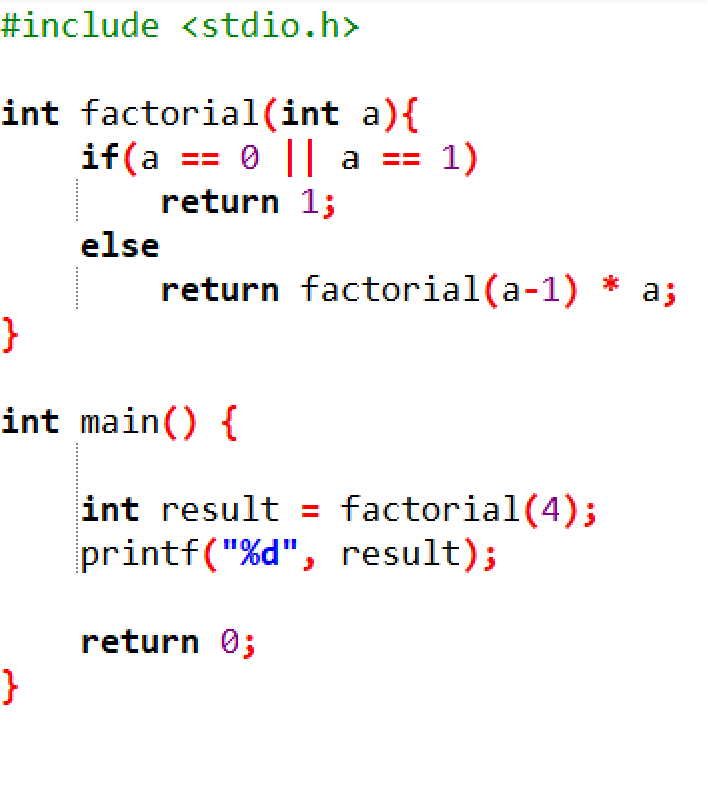 #include <stdio.h>
int factorial(int a){
if(a == 0 || a == 1)
return 1;
else
return factorial(a-1) * a;
}
int main() {
int result = factorial(4);
printf("%d", result);
return 0;
}